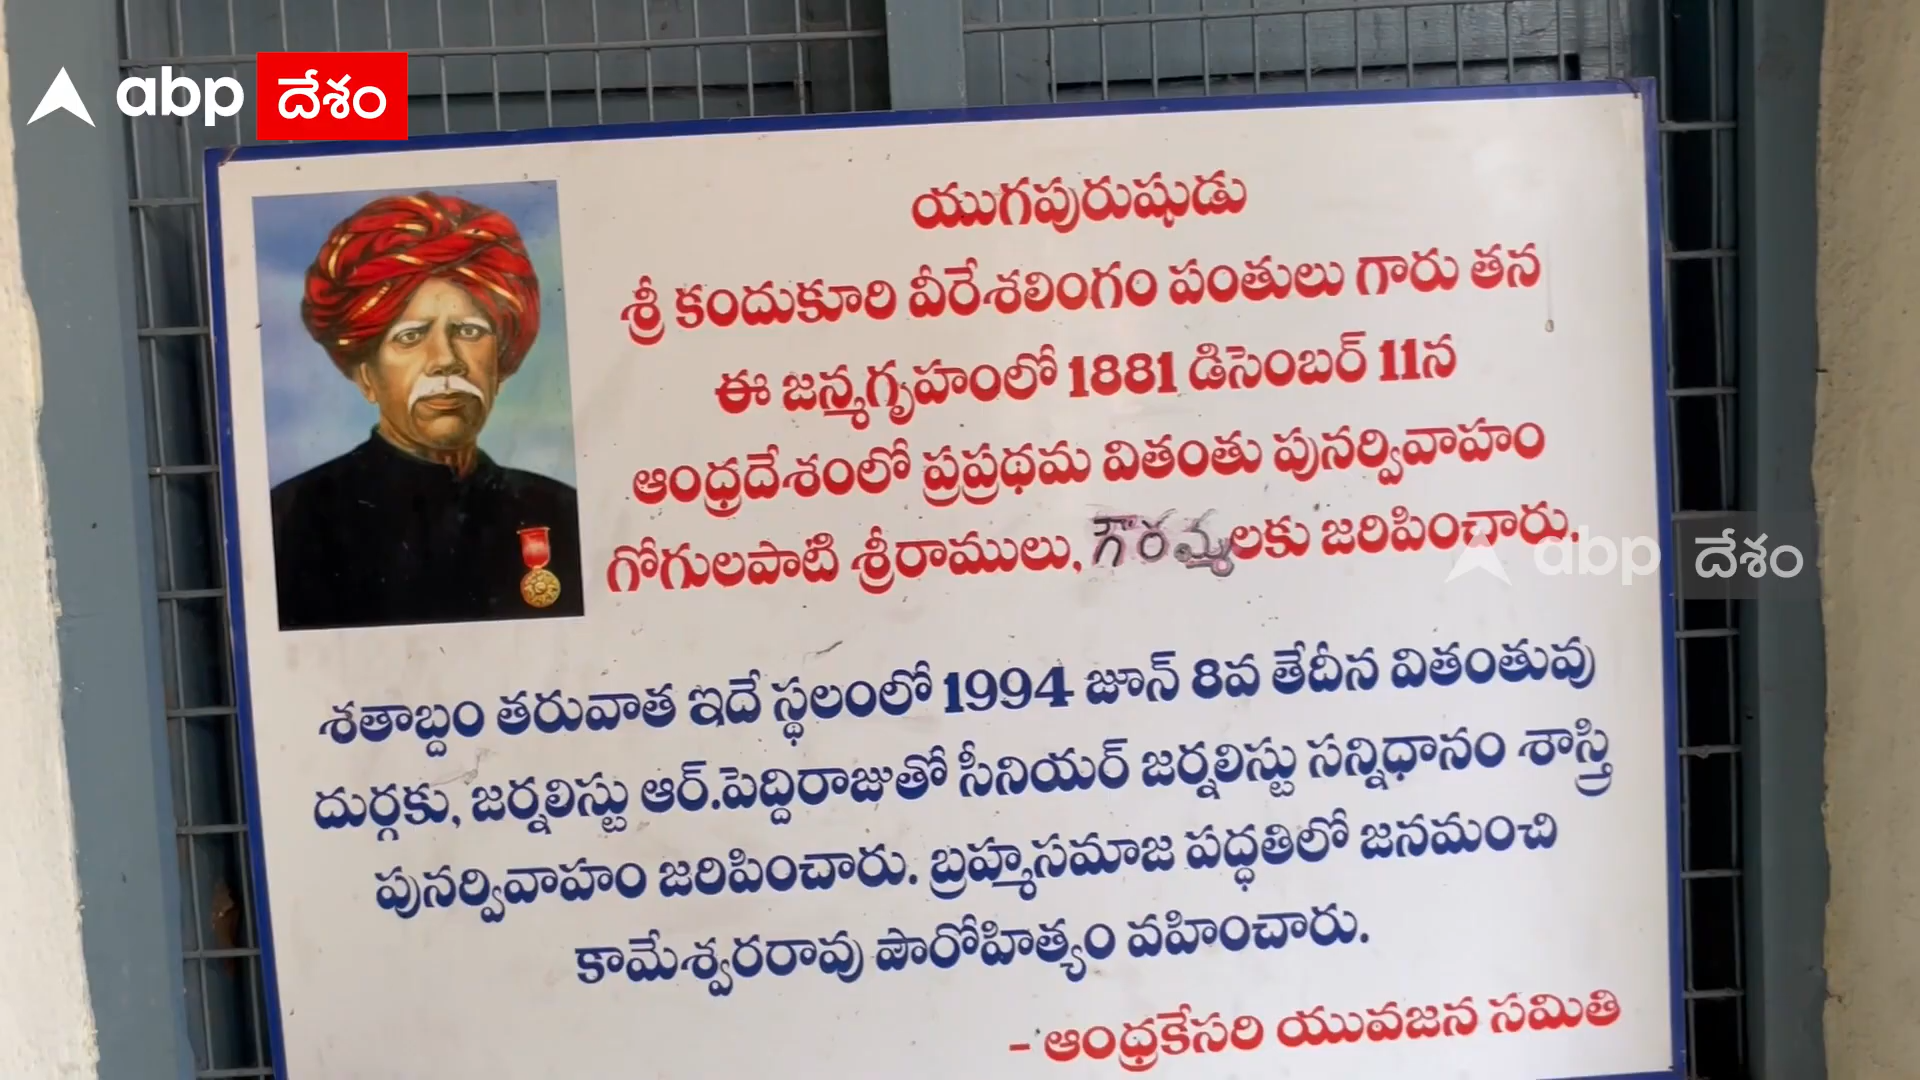 abp దేశం
యుగపురుషుడు
శ్రీ కందుకూరి వీరేశలింగం పంతులు గారు తన
ఈ జన్మగృహంలో 1881 డిసెంబర్ 11న
ఆంధ్రదేశంలో ప్రప్రథమ వితంతు పునర్వివాహం
గోగులపాటి శ్రీరాములు, గౌరమ్మలకు జరిపించారు.
abp దేశం
శతాబ్దం తరువాత ఇదే స్థలంలో 1994 జూన్ 8వ తేదీన వితంతువు
దుర్గకు, జర్నలిస్టు ఆర్.పెద్దిరాజుతో సీనియర్ జర్నలిస్టు సన్నిధానం శాస్త్రి
పునర్వివాహం జరిపించారు. బ్రహ్మసమాజ పద్ధతిలో జనమంచి
కామేశ్వరరావు పౌరోహిత్యం వహించారు.
- ఆంధ్రకేసరి యువజన సమితి